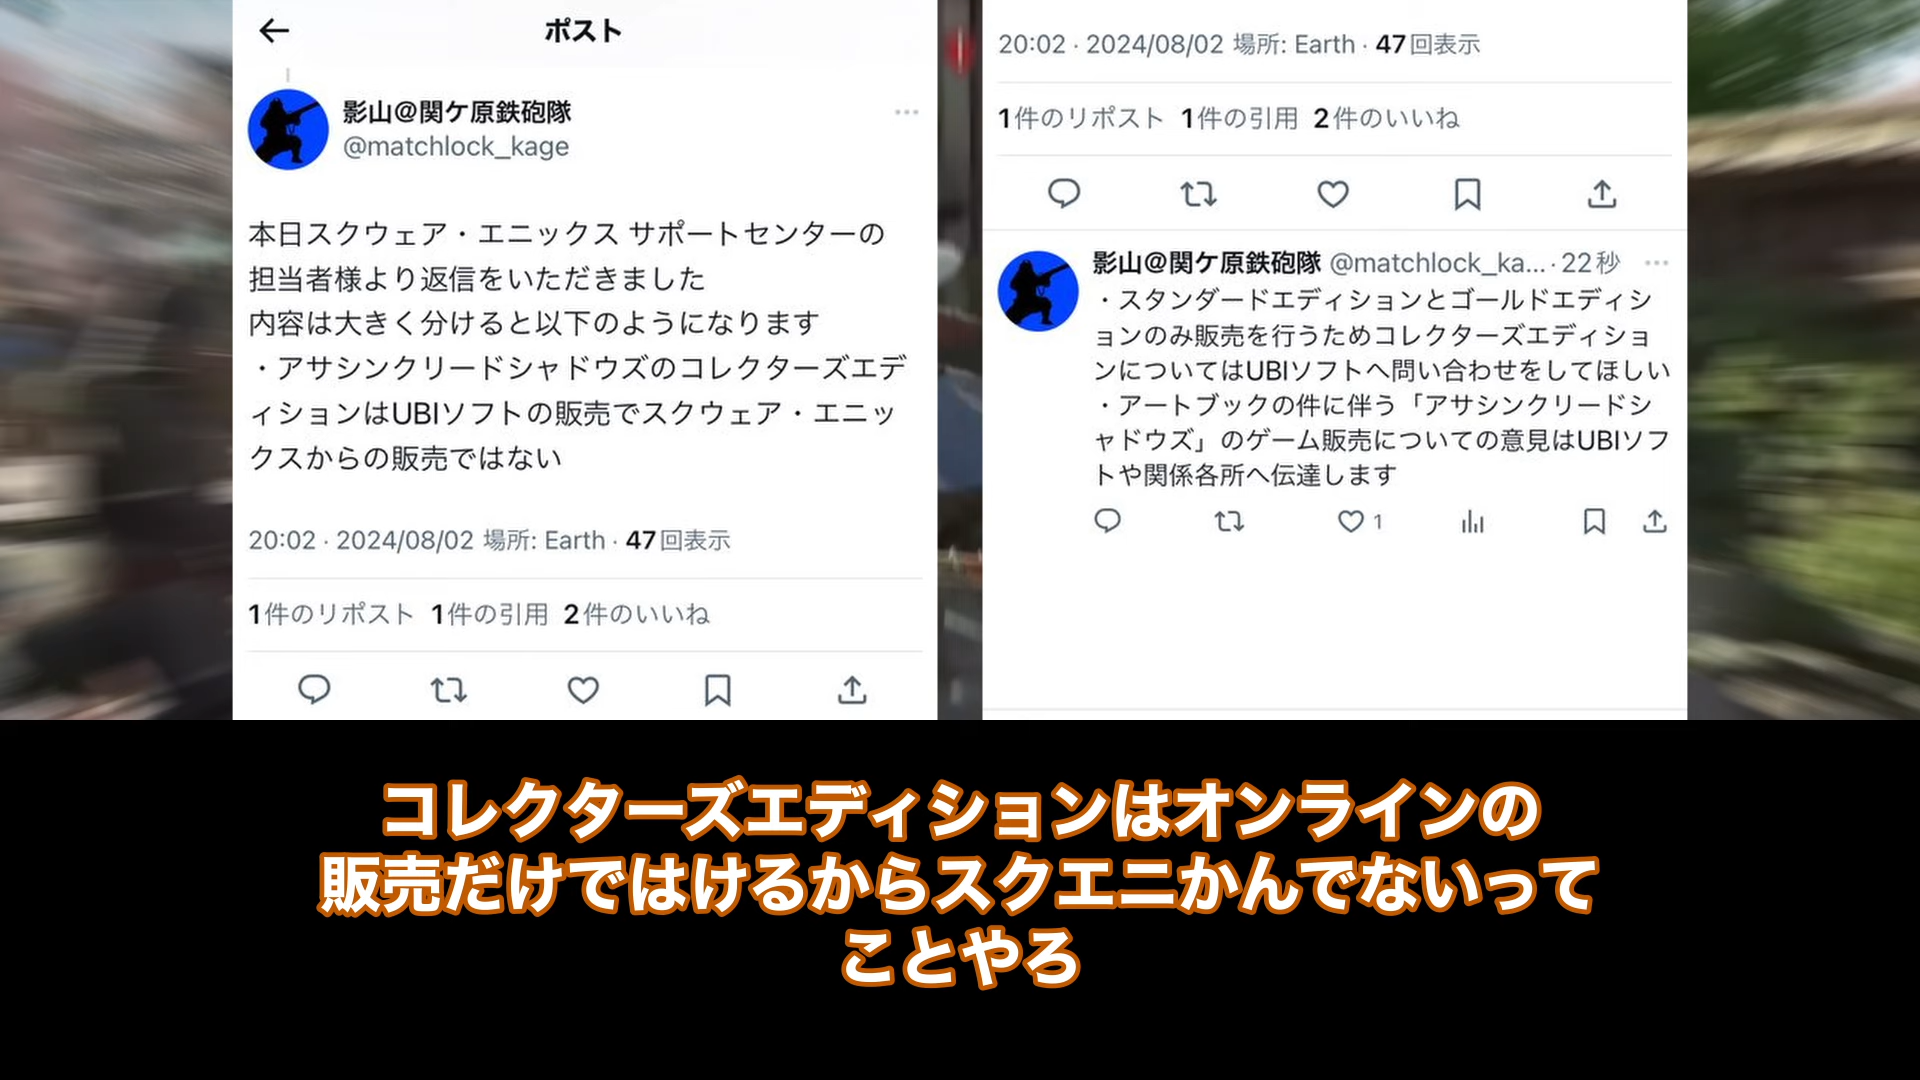 ポスト
影山@関ケ原鉄砲隊
@matchlock_kage
本日スクウェア・エニックス サポートセンターの
担当者様より返信をいただきました
内容は大きく分けると以下のようになります
・アサシンクリードシャドウズのコレクターズエデ
ィションはUBIソフトの販売でスクウェア・エニッ
クスからの販売ではない
20:02 · 2024/08/02 場所: Earth · 47回表示
1件のリポスト 1件の引用 2件のいいね
20:02 · 2024/08/02 場所: Earth · 47回表示
1件のリポスト 1件の引用 2件のいいね
影山@関ケ原鉄砲隊 @matchlock_ka... · 22秒
・スタンダードエディションとゴールドエディシ
ョンのみ販売を行うためコレクターズエディショ
ンについてはUBIソフトへ問い合わせをしてほしい
・アートブックの件に伴う「アサシンクリードシ
ャドウズ」のゲーム販売についての意見はUBIソフ
トや関係各所へ伝達します
1
コレクターズエディションはオンラインの
販売だけではけるからスクエニかんでないって
ことやろ